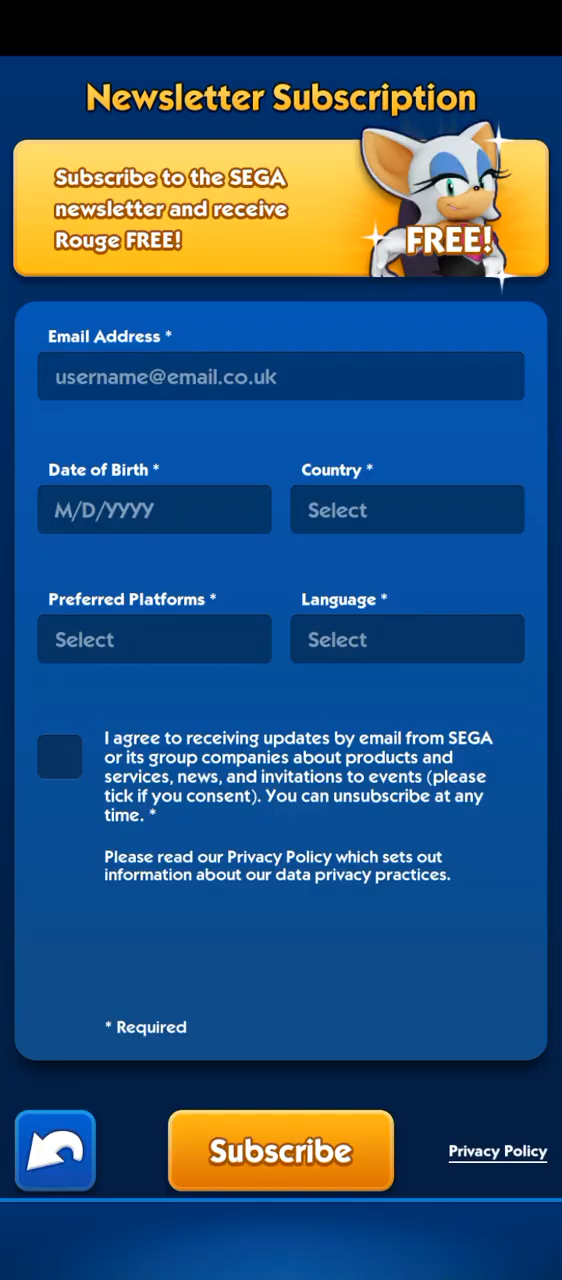 Newsletter Subscription
Subscribe to the SEGA
newsletter and receive
Rouge FREE!
FREE!
Email Address *
username@email.co.uk
Date of Birth * Country *
M/D/YYYY Select
Preferred Platforms * Language *
Select Select
I agree to receiving updates by email from SEGA
or its group companies about products and
services, news, and invitations to events (please
tick if you consent). You can unsubscribe at any
time. *
Please read our Privacy Policy which sets out
information about our data privacy practices.
* Required
Subscribe
Privacy Policy